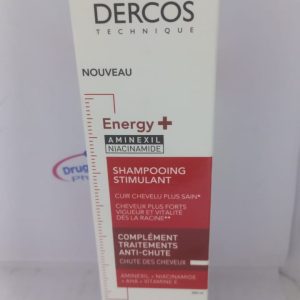 DERCOS
TECHNIQUE
NOUVEAU
Energy+
AMINEXIL
NIACINAMIDE
SHAMPOOING
STIMULANT
CUIR CHEVELU PLUS SAIN*
CHEVEUX PLUS FORTS
VIGUEUR ET VITALITÉ
DÈS LA RACINE**
COMPLÉMENT
TRAITEMENTS
ANTI-CHUTE
CHUTE DES CHEVEUX
AMINEXIL + NIACINAMIDE
+ AHA + VITAMINE E